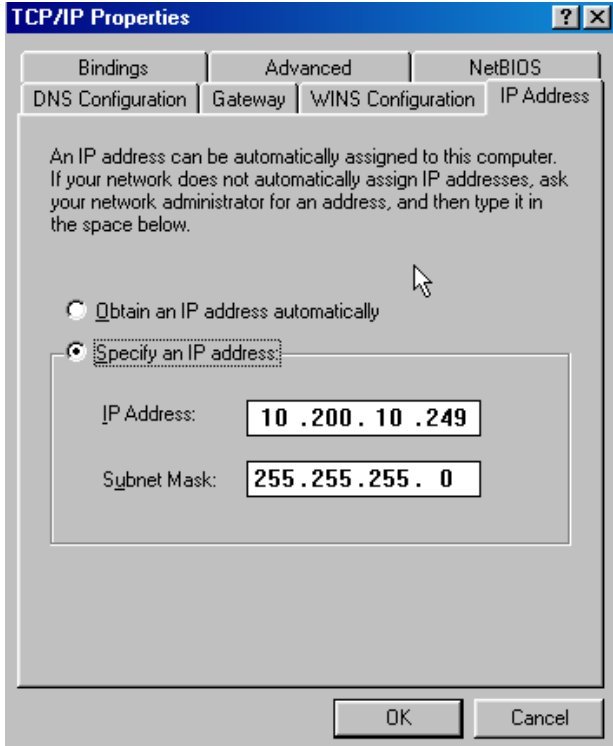 TCP/IP Properties
Bindings
Advanced
NetBIOS
DNS Configuration
Gateway
WINS Configuration
IP Address
An IP address can be automatically assigned to this computer.
If your network does not automatically assign IP addresses, ask
your network administrator for an address, and then type it in
the space below.
Obtain an IP address automatically
Specify an IP address:
IP Address:
10 .200. 10 .249
Subnet Mask:
255.255.255. 0
OK
Cancel